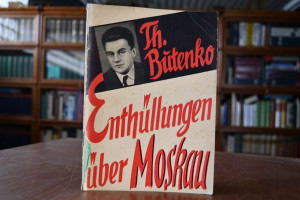 Th.
Butenko
Enthüllungen
über Moskau